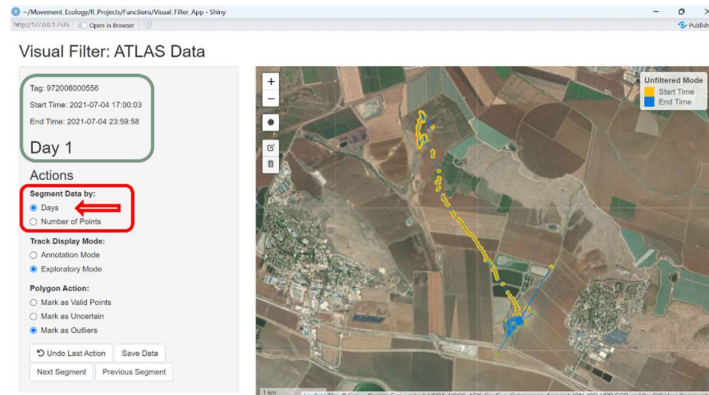 ~/Movement_Ecology/R_Projects/Functions/Visual_Filter_App - Shiny
Open in Browser
Publish
Visual Filter: ATLAS Data
Tag: 972006000556
Start Time: 2021-07-04 17:00:03
End Time: 2021-07-04 23:59:58
Day 1
Actions
Segment Data by:
Days
Number of Points
Track Display Mode:
Annotation Mode
Exploratory Mode
Polygon Action:
Mark as Valid Points
Mark as Uncertain
Mark as Outliers
Undo Last Action Save Data
Next Segment Previous Segment
+
−
Unfiltered Mode
Start Time
End Time
1 km